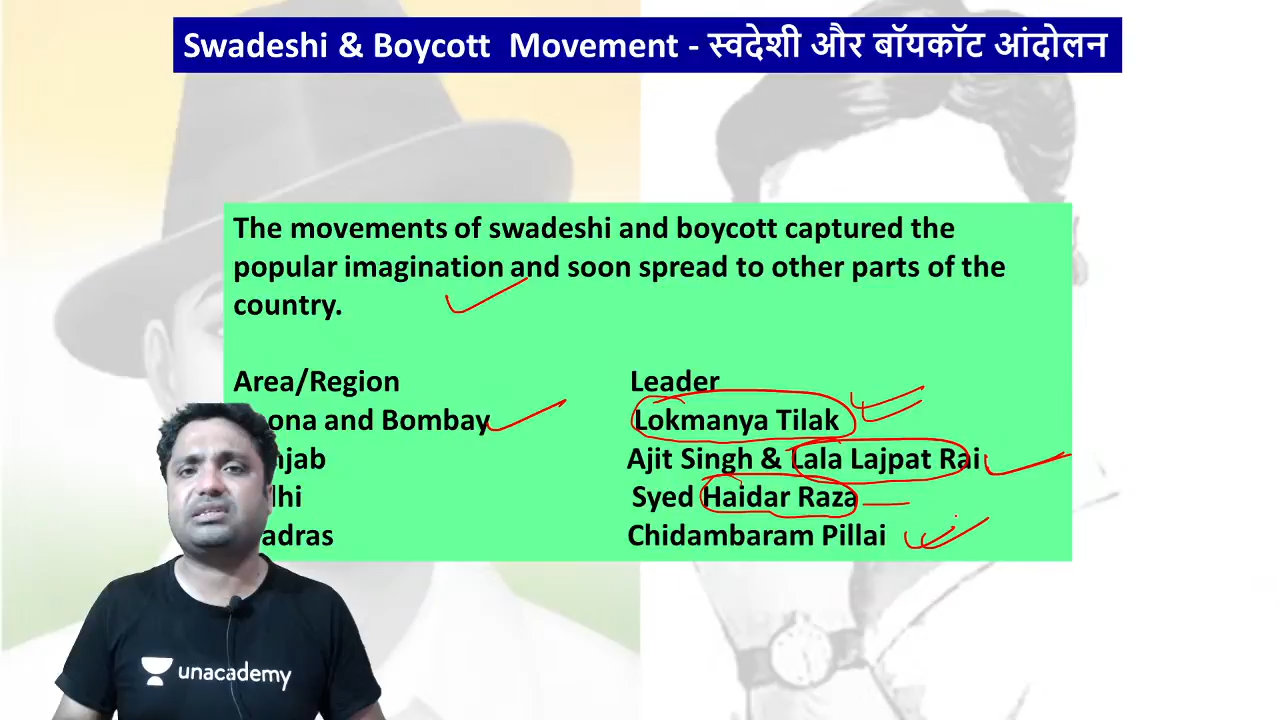 Swadeshi & Boycott Movement - स्वदेशी और बॉयकॉट आंदोलन
The movements of swadeshi and boycott captured the
popular imagination and soon spread to other parts of the
country.
Area/Region Leader
and Bombay Lokmanya Tilak
Ajit Singh & Lala Lajpat Rai
Syed Haidar Raza
Chidambaram Pillai
unacademy